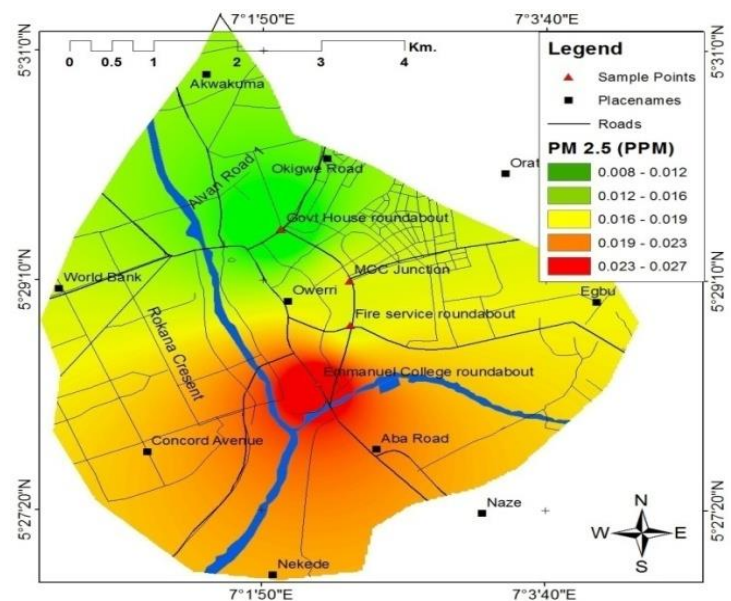 7°1'50"E
7°3'40"E
5°31'0"N
5°31'0"N
0 0.5 1 2 3 4 Km.
Legend
Sample Points
Placenames
Roads
PM 2.5 (PPM)
0.008 - 0.012
0.012 - 0.016
0.016 - 0.019
0.019 - 0.023
0.023 - 0.027
Akwakuma
Okigwe Road
Orat
Alvan Road 1
Govt House roundabout
5°29'10"N
5°29'10"N
World Bank
MCC Junction
Owerri
Egbu
Fire service roundabout
Rokana Cresent
Emmanuel College roundabout
Concord Avenue
Aba Road
5°27'20"N
5°27'20"N
Naze
N
W E
S
Nekede
7°1'50"E
7°3'40"E